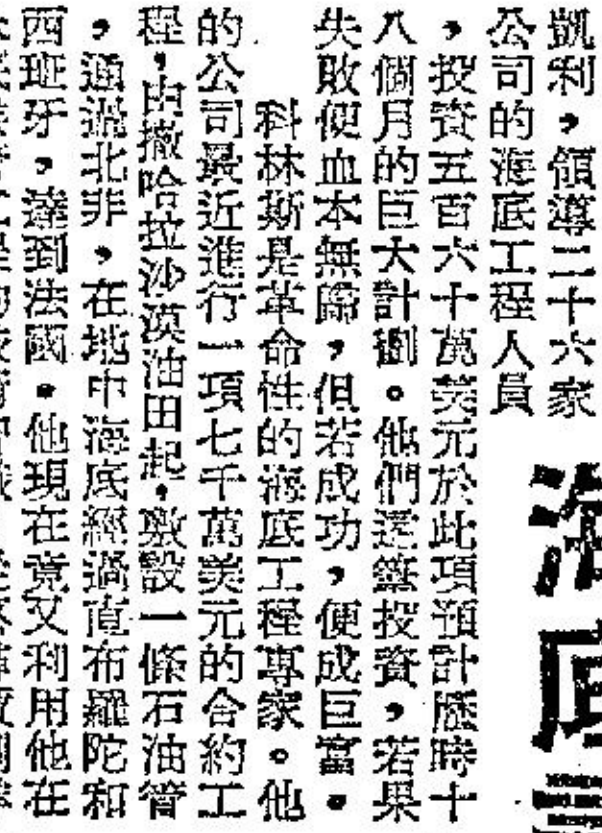 凱利，領導二十六家
公司的海底工程人員
，投資五百六十萬美元於此項預計歷時十
八個月的巨大計劃。他們這筆投資，若果
失敗便血本無歸，但若成功，便成巨富。
科林斯是革命性的海底工程專家。他
的公司最近進行一項七千萬美元的合約工
程，由撒哈拉沙漠油田起，敷設一條石油管
，通過北非，在地中海底經過直布羅陀和
西班牙，達到法國。他現在竟又利用他在
海底